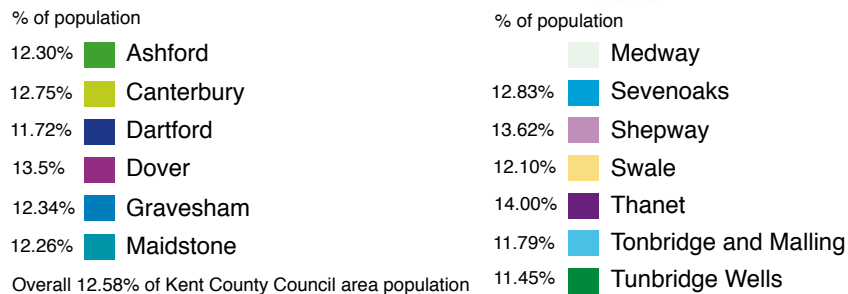 % of population
12.30% Ashford
12.75% Canterbury
11.72% Dartford
13.5% Dover
12.34% Gravesham
12.26% Maidstone
Overall 12.58% of Kent County Council area population
% of population
Medway
12.83% Sevenoaks
13.62% Shepway
12.10% Swale
14.00% Thanet
11.79% Tonbridge and Malling
11.45% Tunbridge Wells